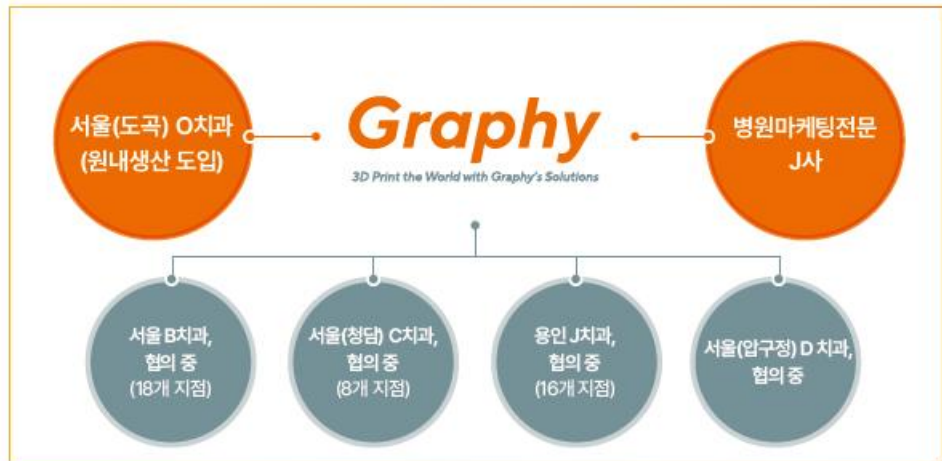 서울(도곡) O치과
(원내생산 도입)
Graphy
3D Print the World with Graphy's Solutions
병원마케팅전문
J사
서울 B치과,
협의 중
(18개 지점)
서울(청담) C치과,
협의 중
(8개 지점)
용인 J치과,
협의 중
(16개 지점)
서울(압구정) D 치과,
협의 중